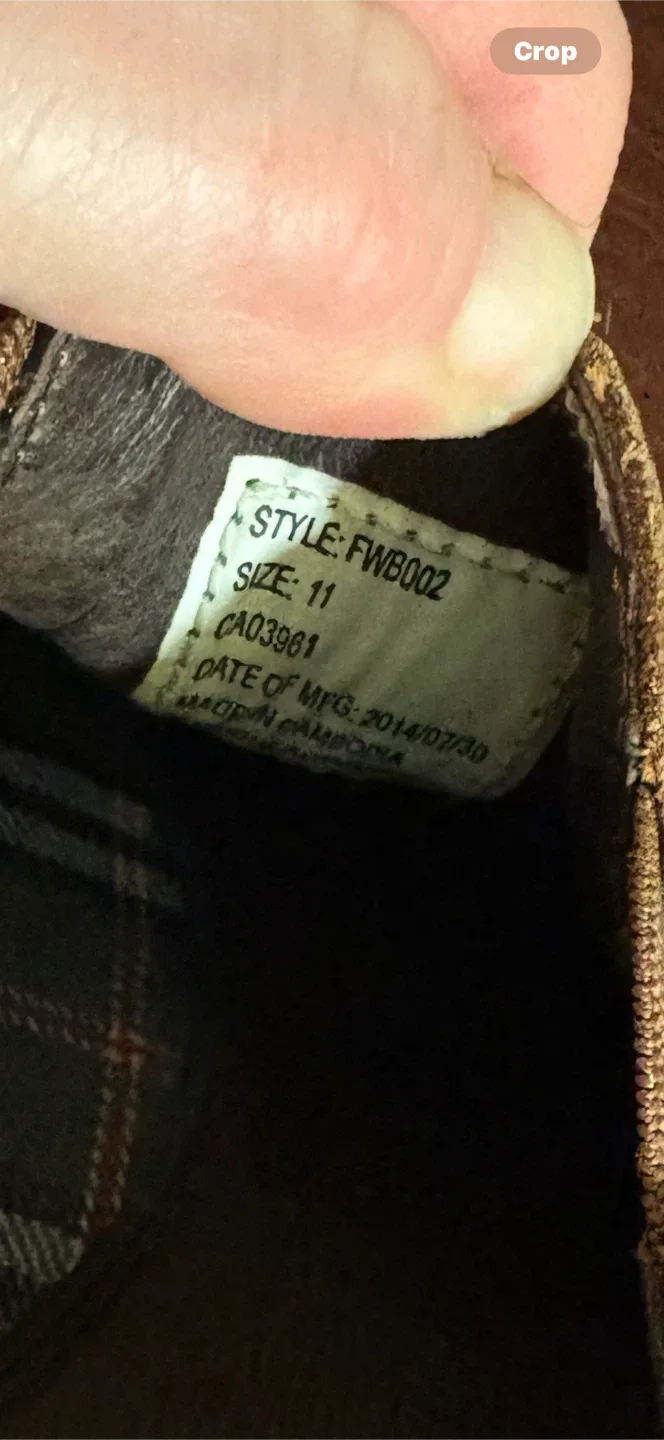 Crop
STYLE: FWB002
SIZE: 11
CA03961
DATE OF MFG: 2014/07/30
MADE IN CAMBODIA